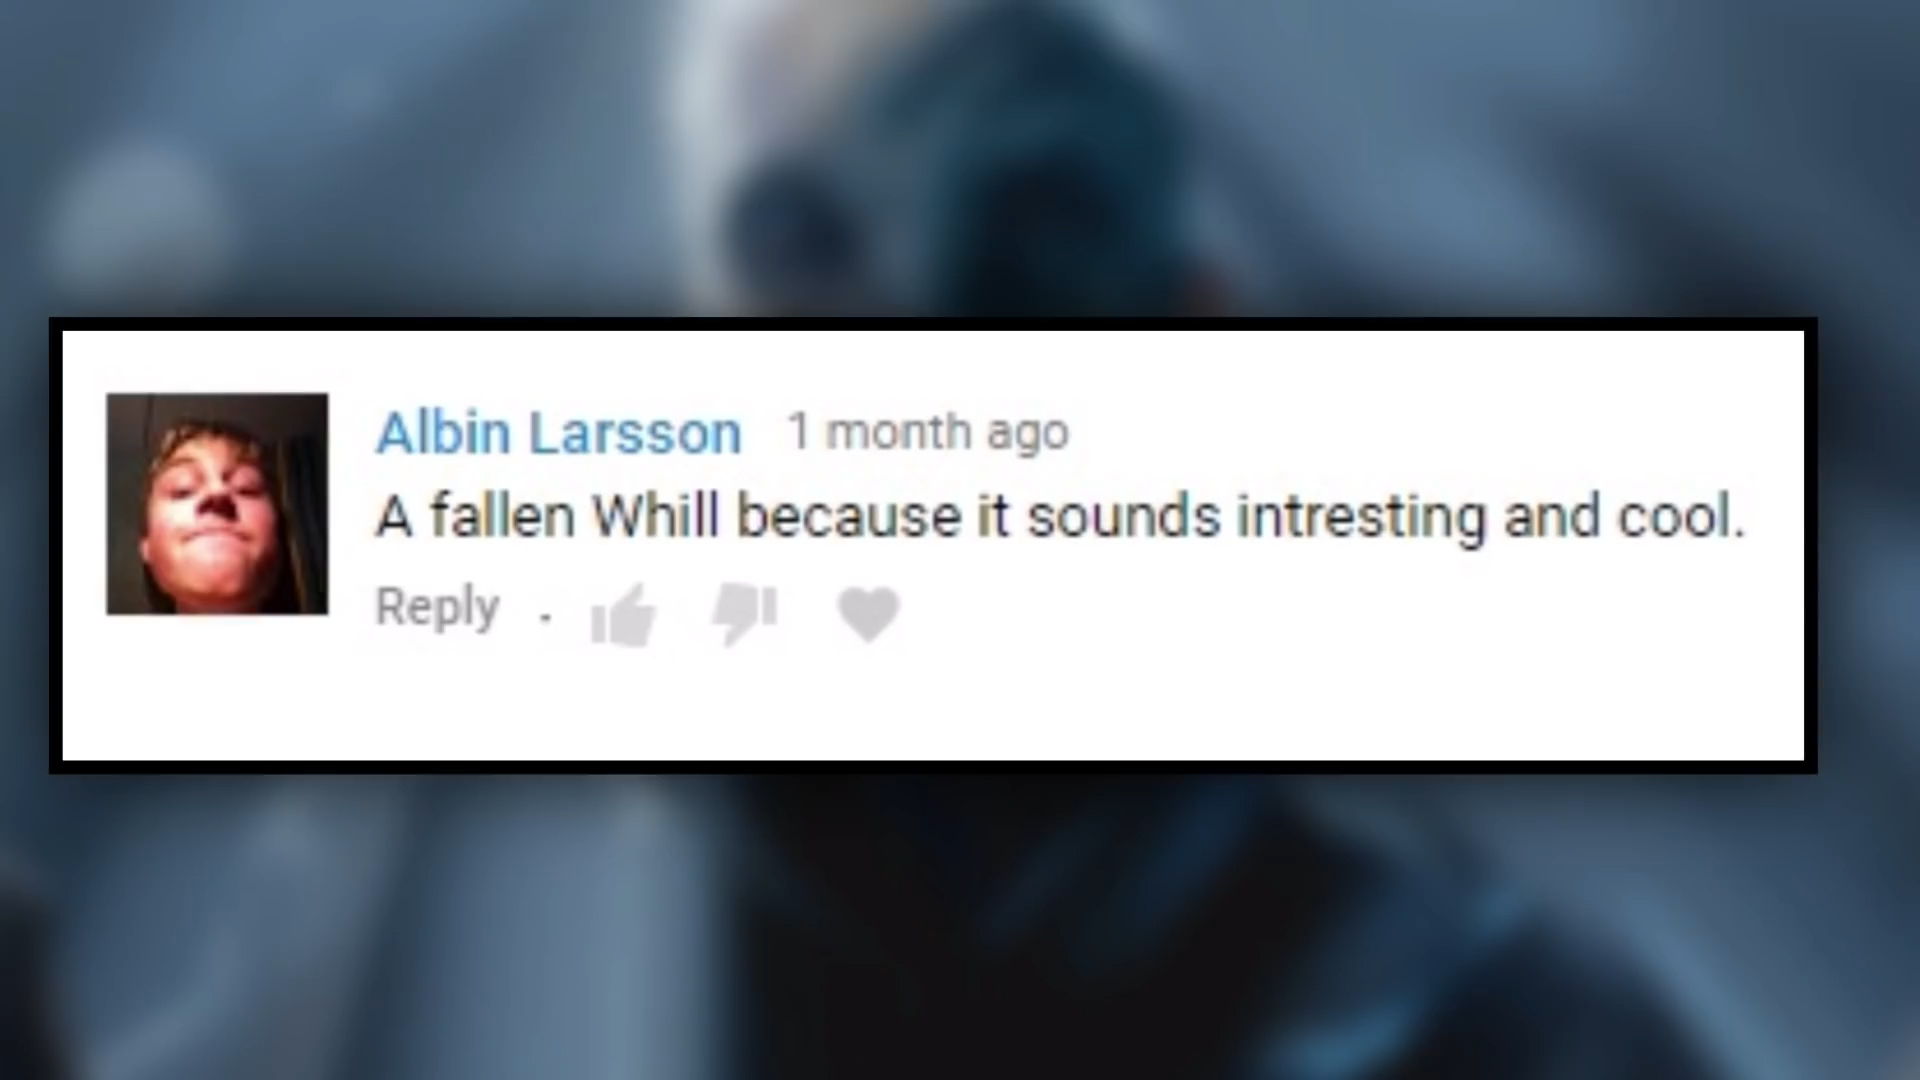 Albin Larsson 1 month ago
A fallen Whill because it sounds intresting and cool.
Reply .